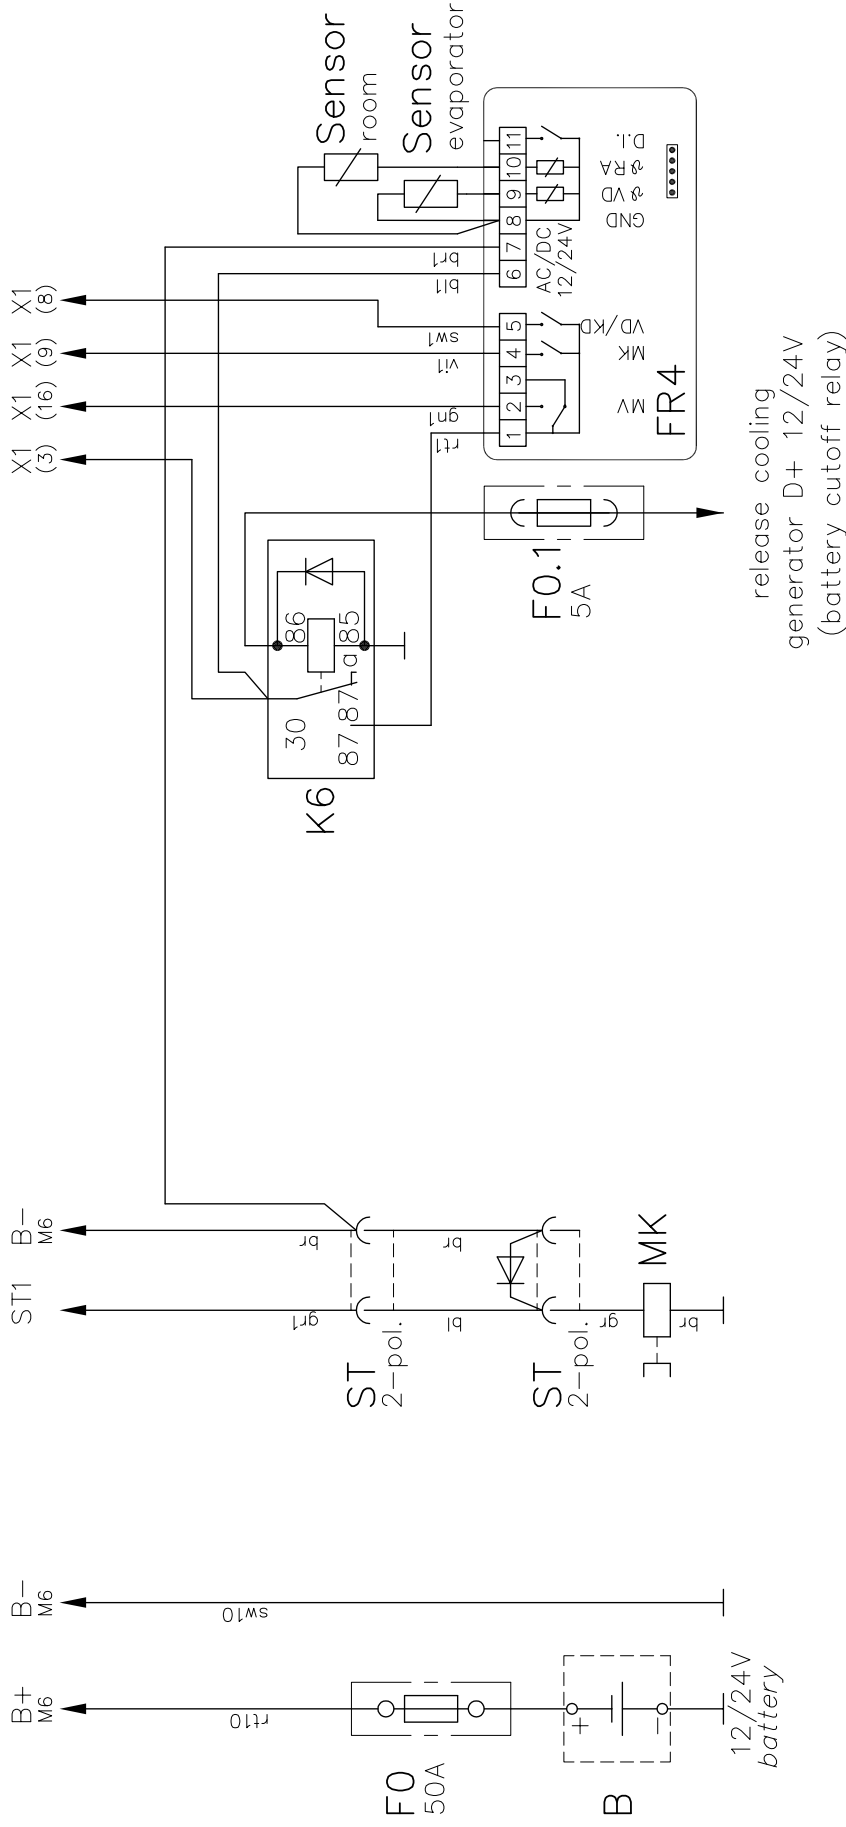 B+
M6
B–
M6
ST1
B–
M6
X1
(3)
X1
(16)
X1
(9)
X1
(8)
rt10
sw10
gr1
br
bl
br
gr
br
F0
50A
B
+
–
12/24V
battery
ST
2–pol.
ST
2–pol.
MK
K6
30
86
87
87a
85
F0.1
5A
release cooling
generator D+ 12/24V
(battery cutoff relay)
rt1
gn1
vi1
sw1
bl1
br1
1
2
3
4
5
6
7
8
9
10
11
AC/DC
12/24V
MV
MK
VD/KD
GND
ϑVD
ϑRA
D.I.
FR4
Sensor
room
Sensor
evaporator